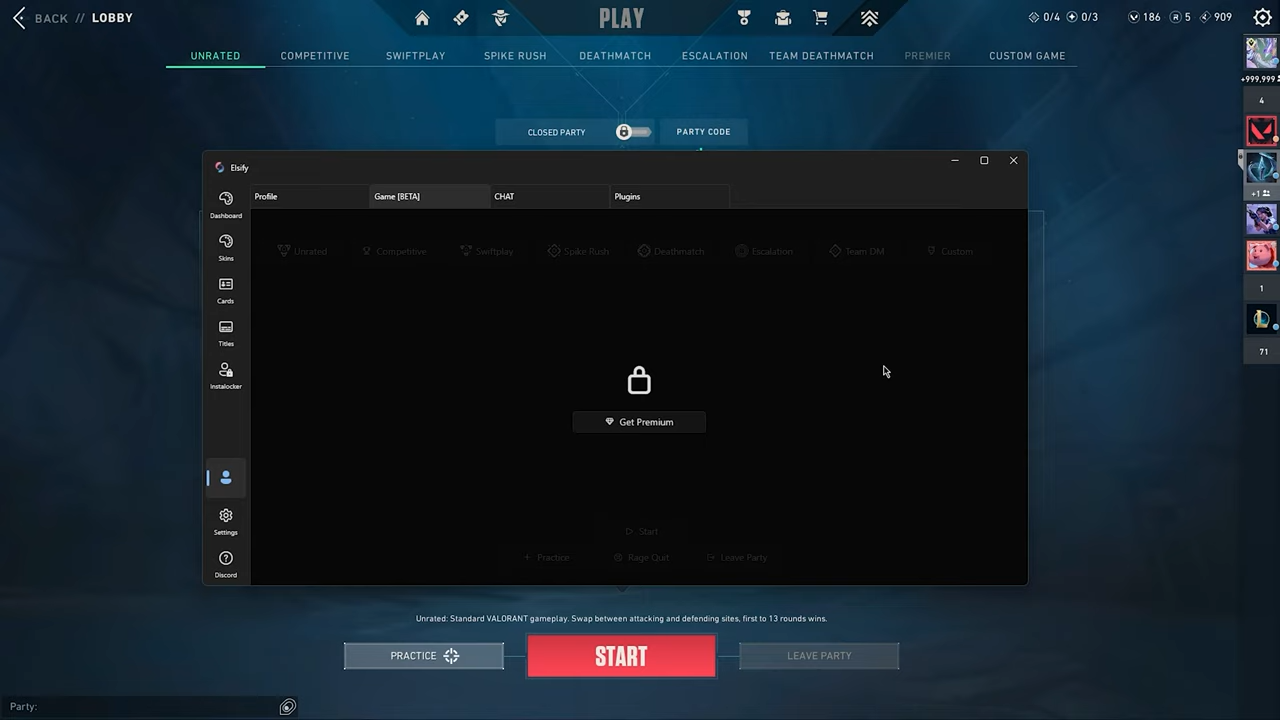 BACK // LOBBY
PLAY
0/4 0/3 186 R 5 909
UNRATED COMPETITIVE SWIFTPLAY SPIKE RUSH DEATHMATCH ESCALATION TEAM DEATHMATCH PREMIER CUSTOM GAME
+999,999
4
CLOSED PARTY PARTY CODE
Elsify
Profile Game [BETA] CHAT Plugins
+1
Dashboard
Unrated Competitive Swiftplay Spike Rush Deathmatch Escalation Team DM Custom
Skins
1
Cards
Titles
71
Instalocker
Get Premium
Start
Settings
Practice Rage Quit Leave Party
Discord
Unrated: Standard VALORANT gameplay. Swap between attacking and defending sites, first to 13 rounds wins.
PRACTICE START LEAVE PARTY
Party: